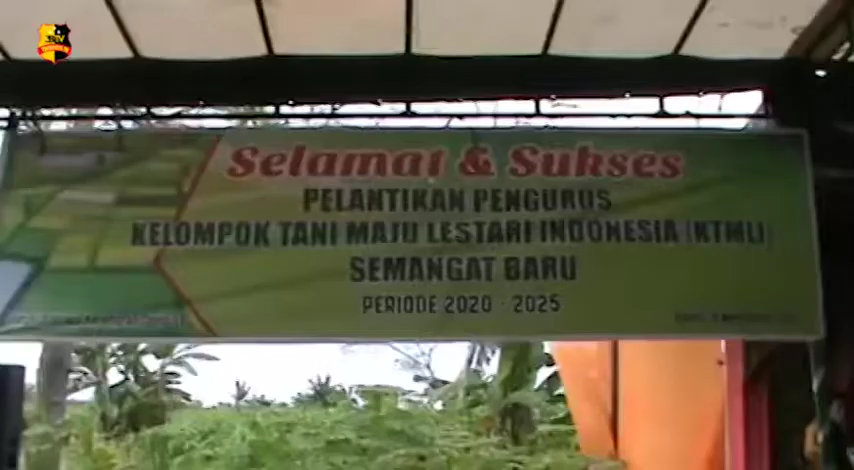 Selamat & Sukses
PELANTIKAN PENGURUS
KELOMPOK TANI MAJU LESTARI INDONESIA (KTMLI)
SEMANGAT BARU
PERIODE 2020 - 2025